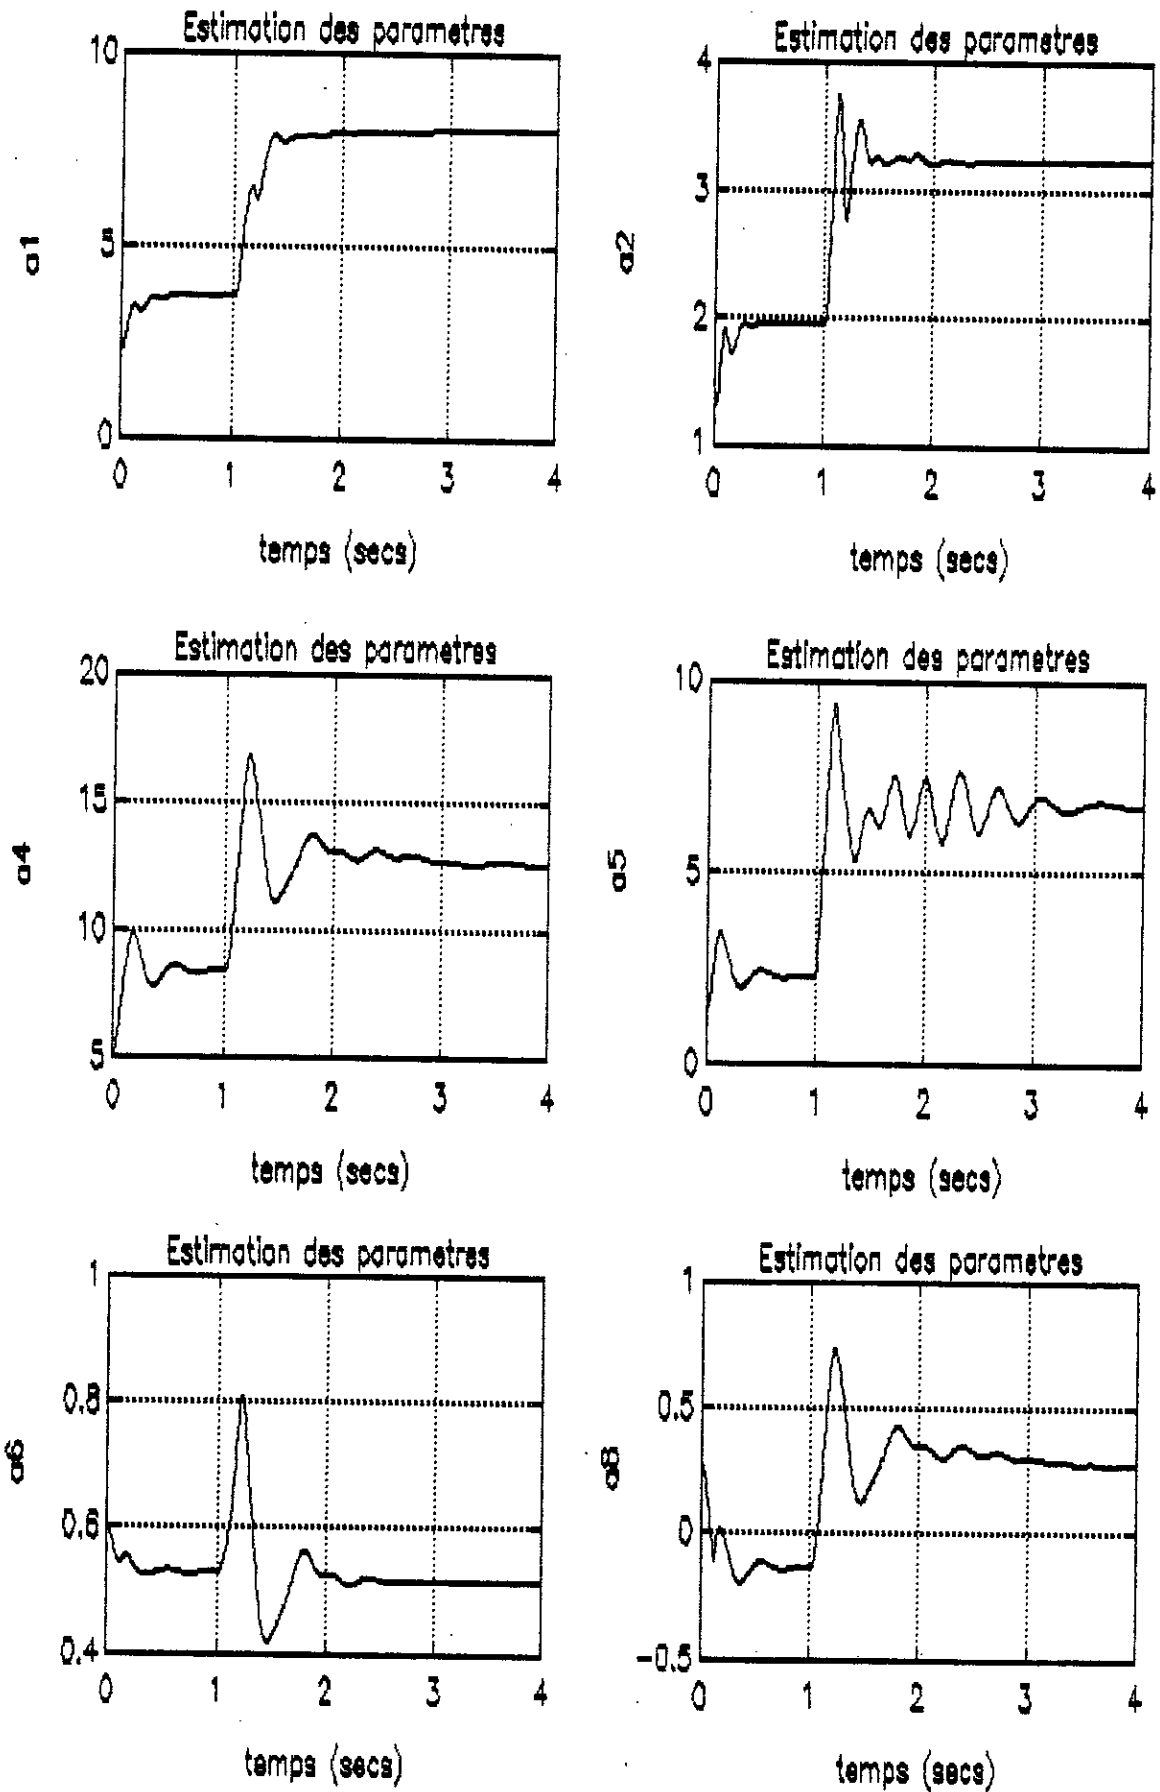 Estimation des parametres
Estimation des parametres
10
5
0
a1
0 1 2 3 4
temps (secs)
4
3
2
1
a2
0 1 2 3 4
temps (secs)
Estimation des parametres
Estimation des parametres
20
15
10
5
a4
0 1 2 3 4
temps (secs)
10
5
0
a5
0 1 2 3 4
temps (secs)
Estimation des parametres
Estimation des parametres
1
0.8
0.6
0.4
a6
0 1 2 3 4
temps (secs)
1
0.5
0
-0.5
a8
0 1 2 3 4
temps (secs)